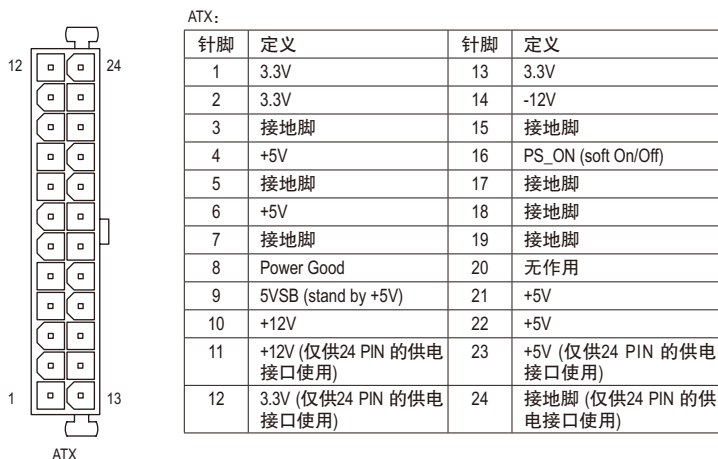 ATX：
12
24
1
13
ATX
针脚 定义 针脚 定义
1 3.3V 13 3.3V
2 3.3V 14 -12V
3 接地脚 15 接地脚
4 +5V 16 PS_ON (soft On/Off)
5 接地脚 17 接地脚
6 +5V 18 接地脚
7 接地脚 19 接地脚
8 Power Good 20 无作用
9 5VSB (stand by +5V) 21 +5V
10 +12V 22 +5V
11 +12V (仅供24 PIN 的供电 23 +5V (仅供24 PIN 的供电
接口使用) 接口使用)
12 3.3V (仅供24 PIN 的供电 24 接地脚 (仅供24 PIN 的供
接口使用) 电接口使用)